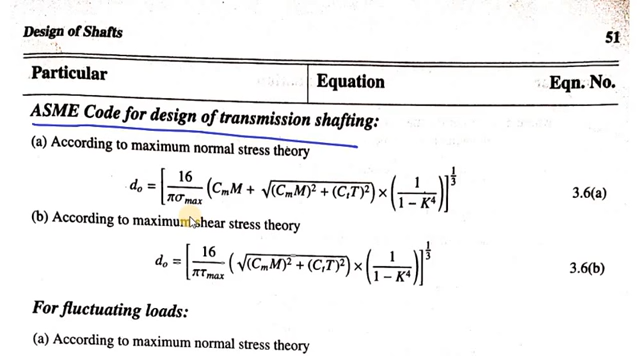 Design of Shafts
51
Particular Equation Eqn. No.
ASME Code for design of transmission shafting:
(a) According to maximum normal stress theory
d₀ = [16/(πσ_max) (C_mM + √((C_mM)² + (C_tT)²)) × (1/(1 – K⁴))]^(1/3) 3.6(a)
(b) According to maximum shear stress theory
d₀ = [16/(πτ_max) (√((C_mM)² + (C_tT)²)) × (1/(1 – K⁴))]^(1/3) 3.6(b)
For fluctuating loads:
(a) According to maximum normal stress theory